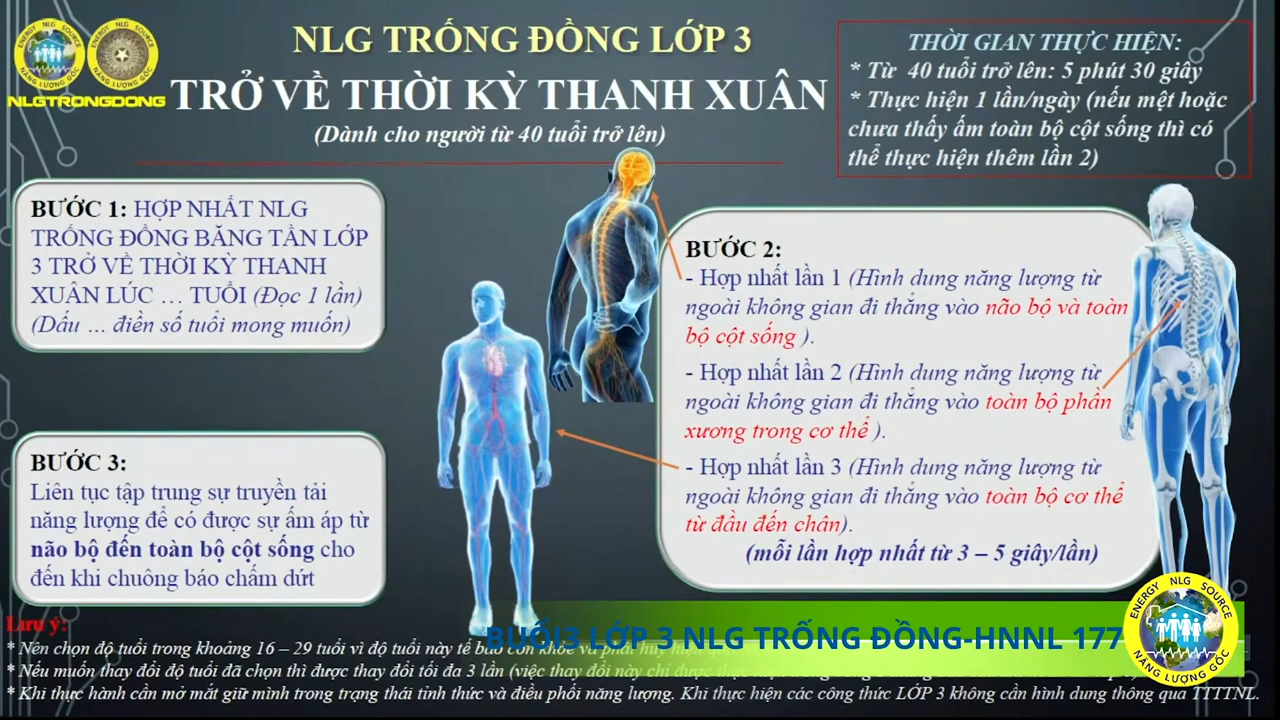 ENERGY NLG SOURCE
NĂNG LƯỢNG GỐC
ENERGY NLG SOURCE
NĂNG LƯỢNG GỐC
NLGTRONGDONG
NLG TRỐNG ĐỒNG LỚP 3
TRỞ VỀ THỜI KỲ THANH XUÂN
(Dành cho người từ 40 tuổi trở lên)
THỜI GIAN THỰC HIỆN:
* Từ 40 tuổi trở lên: 5 phút 30 giây
* Thực hiện 1 lần/ngày (nếu mệt hoặc
chưa thấy ấm toàn bộ cột sống thì có
thể thực hiện thêm lần 2)
BƯỚC 1: HỢP NHẤT NLG
TRỐNG ĐỒNG BĂNG TẦN LỚP
3 TRỞ VỀ THỜI KỲ THANH
XUÂN LÚC … TUỔI (Đọc 1 lần)
(Dấu … điền số tuổi mong muốn)
BƯỚC 2:
- Hợp nhất lần 1 (Hình dung năng lượng từ
ngoài không gian đi thẳng vào não bộ và toàn
bộ cột sống ).
- Hợp nhất lần 2 (Hình dung năng lượng từ
ngoài không gian đi thẳng vào toàn bộ phần
xương trong cơ thể ).
- Hợp nhất lần 3 (Hình dung năng lượng từ
ngoài không gian đi thẳng vào toàn bộ cơ thể
từ đầu đến chân).
(mỗi lần hợp nhất từ 3 – 5 giây/lần)
BƯỚC 3:
Liên tục tập trung sự truyền tải
năng lượng để có được sự ấm áp từ
não bộ đến toàn bộ cột sống cho
đến khi chuông báo chấm dứt
Lưu ý:
* Nên chọn độ tuổi trong khoảng 16 – 29 tuổi vì độ tuổi này tế bào
BUỔI3 LỚP 3 NLG TRỐNG ĐỒNG-HNNL 177
* Nếu muốn thay đổi độ tuổi đã chọn thì được thay đổi tối đa 3 lần (việc thay đổi này chỉ được
* Khi thực hành cần mở mắt giữ mình trong trạng thái tỉnh thức và điều phối năng lượng. Khi thực hiện các công thức LỚP 3 không cần hình dung thông qua TTTTNL.
ENERGY NLG SOURCE
NĂNG LƯỢNG GỐC